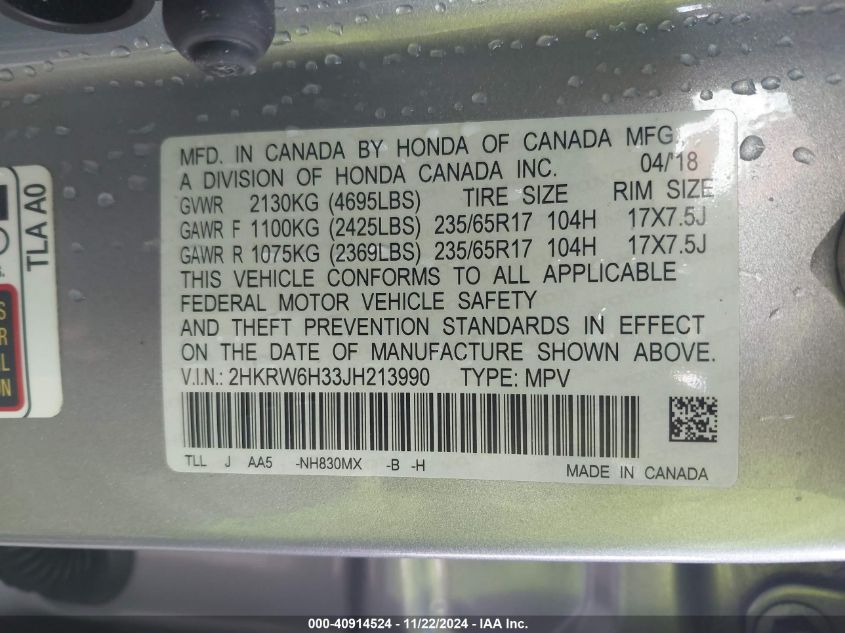 MFD. IN CANADA BY HONDA OF CANADA MFG.
A DIVISION OF HONDA CANADA INC. 04/'18
GVWR 2130KG (4695LBS) TIRE SIZE RIM SIZE
GAWR F 1100KG (2425LBS) 235/65R17 104H 17X7.5J
GAWR R 1075KG (2369LBS) 235/65R17 104H 17X7.5J
THIS VEHICLE CONFORMS TO ALL APPLICABLE
FEDERAL MOTOR VEHICLE SAFETY
AND THEFT PREVENTION STANDARDS IN EFFECT
ON THE DATE OF MANUFACTURE SHOWN ABOVE.
V.I.N.: 2HKRW6H33JH213990 TYPE: MPV
TLL J AA5 -NH830MX -B -H
MADE IN CANADA
TLA A0
000-40914524 - 11/22/2024 - IAA Inc.